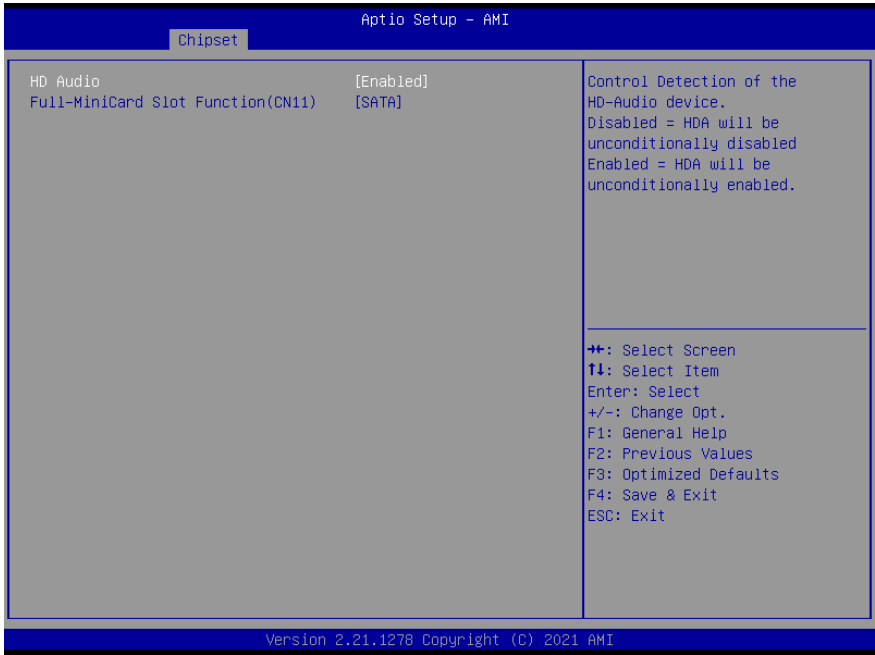 Aptio Setup – AMI
Chipset
HD Audio [Enabled]
Full-MiniCard Slot Function(CN11) [SATA]
Control Detection of the
HD-Audio device.
Disabled = HDA will be
unconditionally disabled
Enabled = HDA will be
unconditionally enabled.
→←: Select Screen
↑↓: Select Item
Enter: Select
+/-: Change Opt.
F1: General Help
F2: Previous Values
F3: Optimized Defaults
F4: Save & Exit
ESC: Exit
Version 2.21.1278 Copyright (C) 2021 AMI